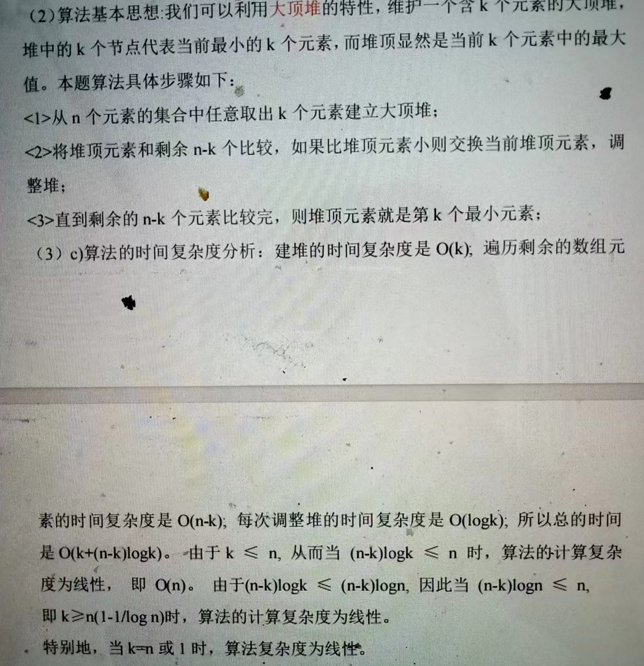 (2)算法基本思想:我们可以利用大顶堆的特性，维护一个含 k 个元素的大顶堆，
堆中的 k 个节点代表当前最小的 k 个元素，而堆顶显然是当前 k 个元素中的最大
值。本题算法具体步骤如下:
<1>从 n 个元素的集合中任意取出 k 个元素建立大顶堆；
<2>将堆顶元素和剩余 n-k 个比较，如果比堆顶元素小则交换当前堆顶元素，调
整堆；
<3>直到剩余的 n-k 个元素比较完，则堆顶元素就是第 k 个最小元素；
（3）c)算法的时间复杂度分析：建堆的时间复杂度是 O(k); 遍历剩余的数组元
素的时间复杂度是 O(n-k); 每次调整堆的时间复杂度是 O(logk); 所以总的时间
是 O(k+(n-k)logk)。 由于 k ≤ n, 从而当 (n-k)logk ≤ n 时，算法的计算复杂
度为线性， 即 O(n)。 由于(n-k)logk ≤ (n-k)logn, 因此当 (n-k)logn ≤ n,
即 k≥n(1-1/log n)时，算法的计算复杂度为线性。
特别地，当 k=n 或 1 时，算法复杂度为线性。